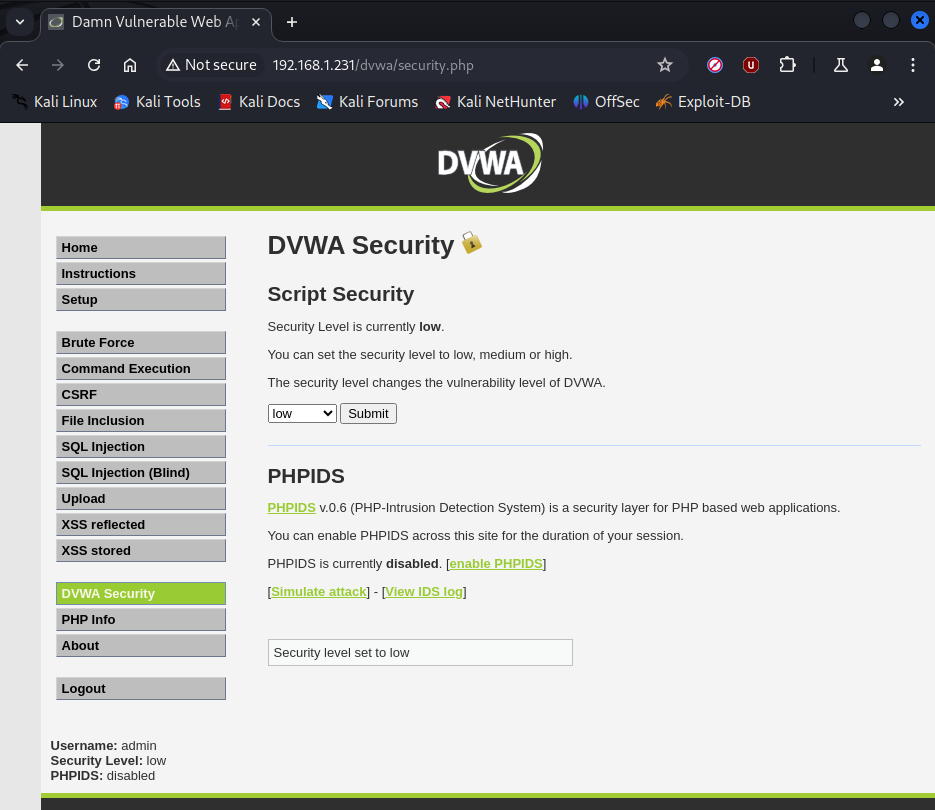 Damn Vulnerable Web Ap
Not secure 192.168.1.231/dvwa/security.php
Kali Linux Kali Tools Kali Docs Kali Forums Kali NetHunter OffSec Exploit-DB »
DVWA
Home
Instructions
Setup
Brute Force
Command Execution
CSRF
File Inclusion
SQL Injection
SQL Injection (Blind)
Upload
XSS reflected
XSS stored
DVWA Security
PHP Info
About
Logout
Username: admin
Security Level: low
PHPIDS: disabled
DVWA Security
Script Security
Security Level is currently low.
You can set the security level to low, medium or high.
The security level changes the vulnerability level of DVWA.
low Submit
PHPIDS
PHPIDS v.0.6 (PHP-Intrusion Detection System) is a security layer for PHP based web applications.
You can enable PHPIDS across this site for the duration of your session.
PHPIDS is currently disabled. [enable PHPIDS]
[Simulate attack] - [View IDS log]
Security level set to low